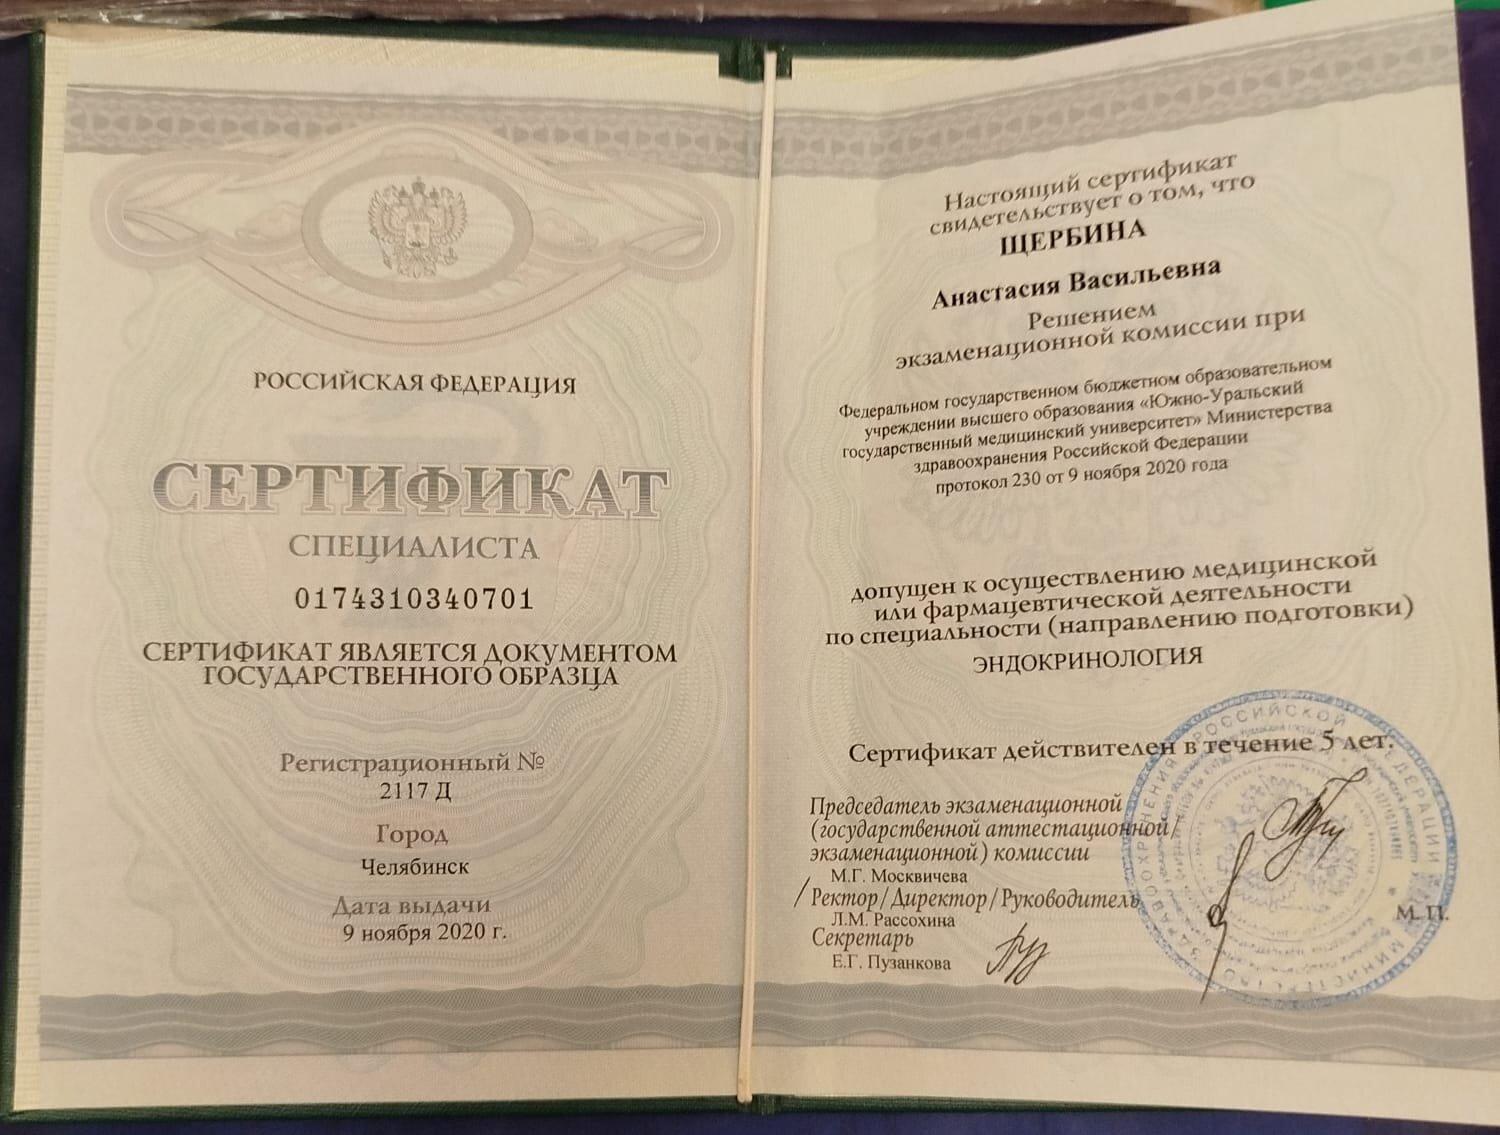 РОССИЙСКАЯ ФЕДЕРАЦИЯ
СЕРТИФИКАТ
СПЕЦИАЛИСТА
0174310340701
СЕРТИФИКАТ ЯВЛЯЕТСЯ ДОКУМЕНТОМ
ГОСУДАРСТВЕННОГО ОБРАЗЦА
Регистрационный №
2117 Д
Город
Челябинск
Дата выдачи
9 ноября 2020 г.
Настоящий сертификат
свидетельствует о том, что
ЩЕРБИНА
Анастасия Васильевна
Решением
экзаменационной комиссии при
Федеральном государственном бюджетном образовательном
учреждении высшего образования «Южно-Уральский
государственный медицинский университет» Министерства
здравоохранения Российской Федерации
протокол 230 от 9 ноября 2020 года
допущен к осуществлению медицинской
или фармацевтической деятельности
по специальности (направлению подготовки)
ЭНДОКРИНОЛОГИЯ
Сертификат действителен в течение 5 лет.
Председатель экзаменационной
(государственной аттестационной/
экзаменационной) комиссии
М.Г. Москвичева
Ректор/Директор/Руководитель
Л.М. Рассохина
Секретарь
Е.Г. Пузанкова
М. П.
МИНИСТЕРСТВО ЗДРАВООХРАНЕНИЯ РОССИЙСКОЙ ФЕДЕРАЦИИ